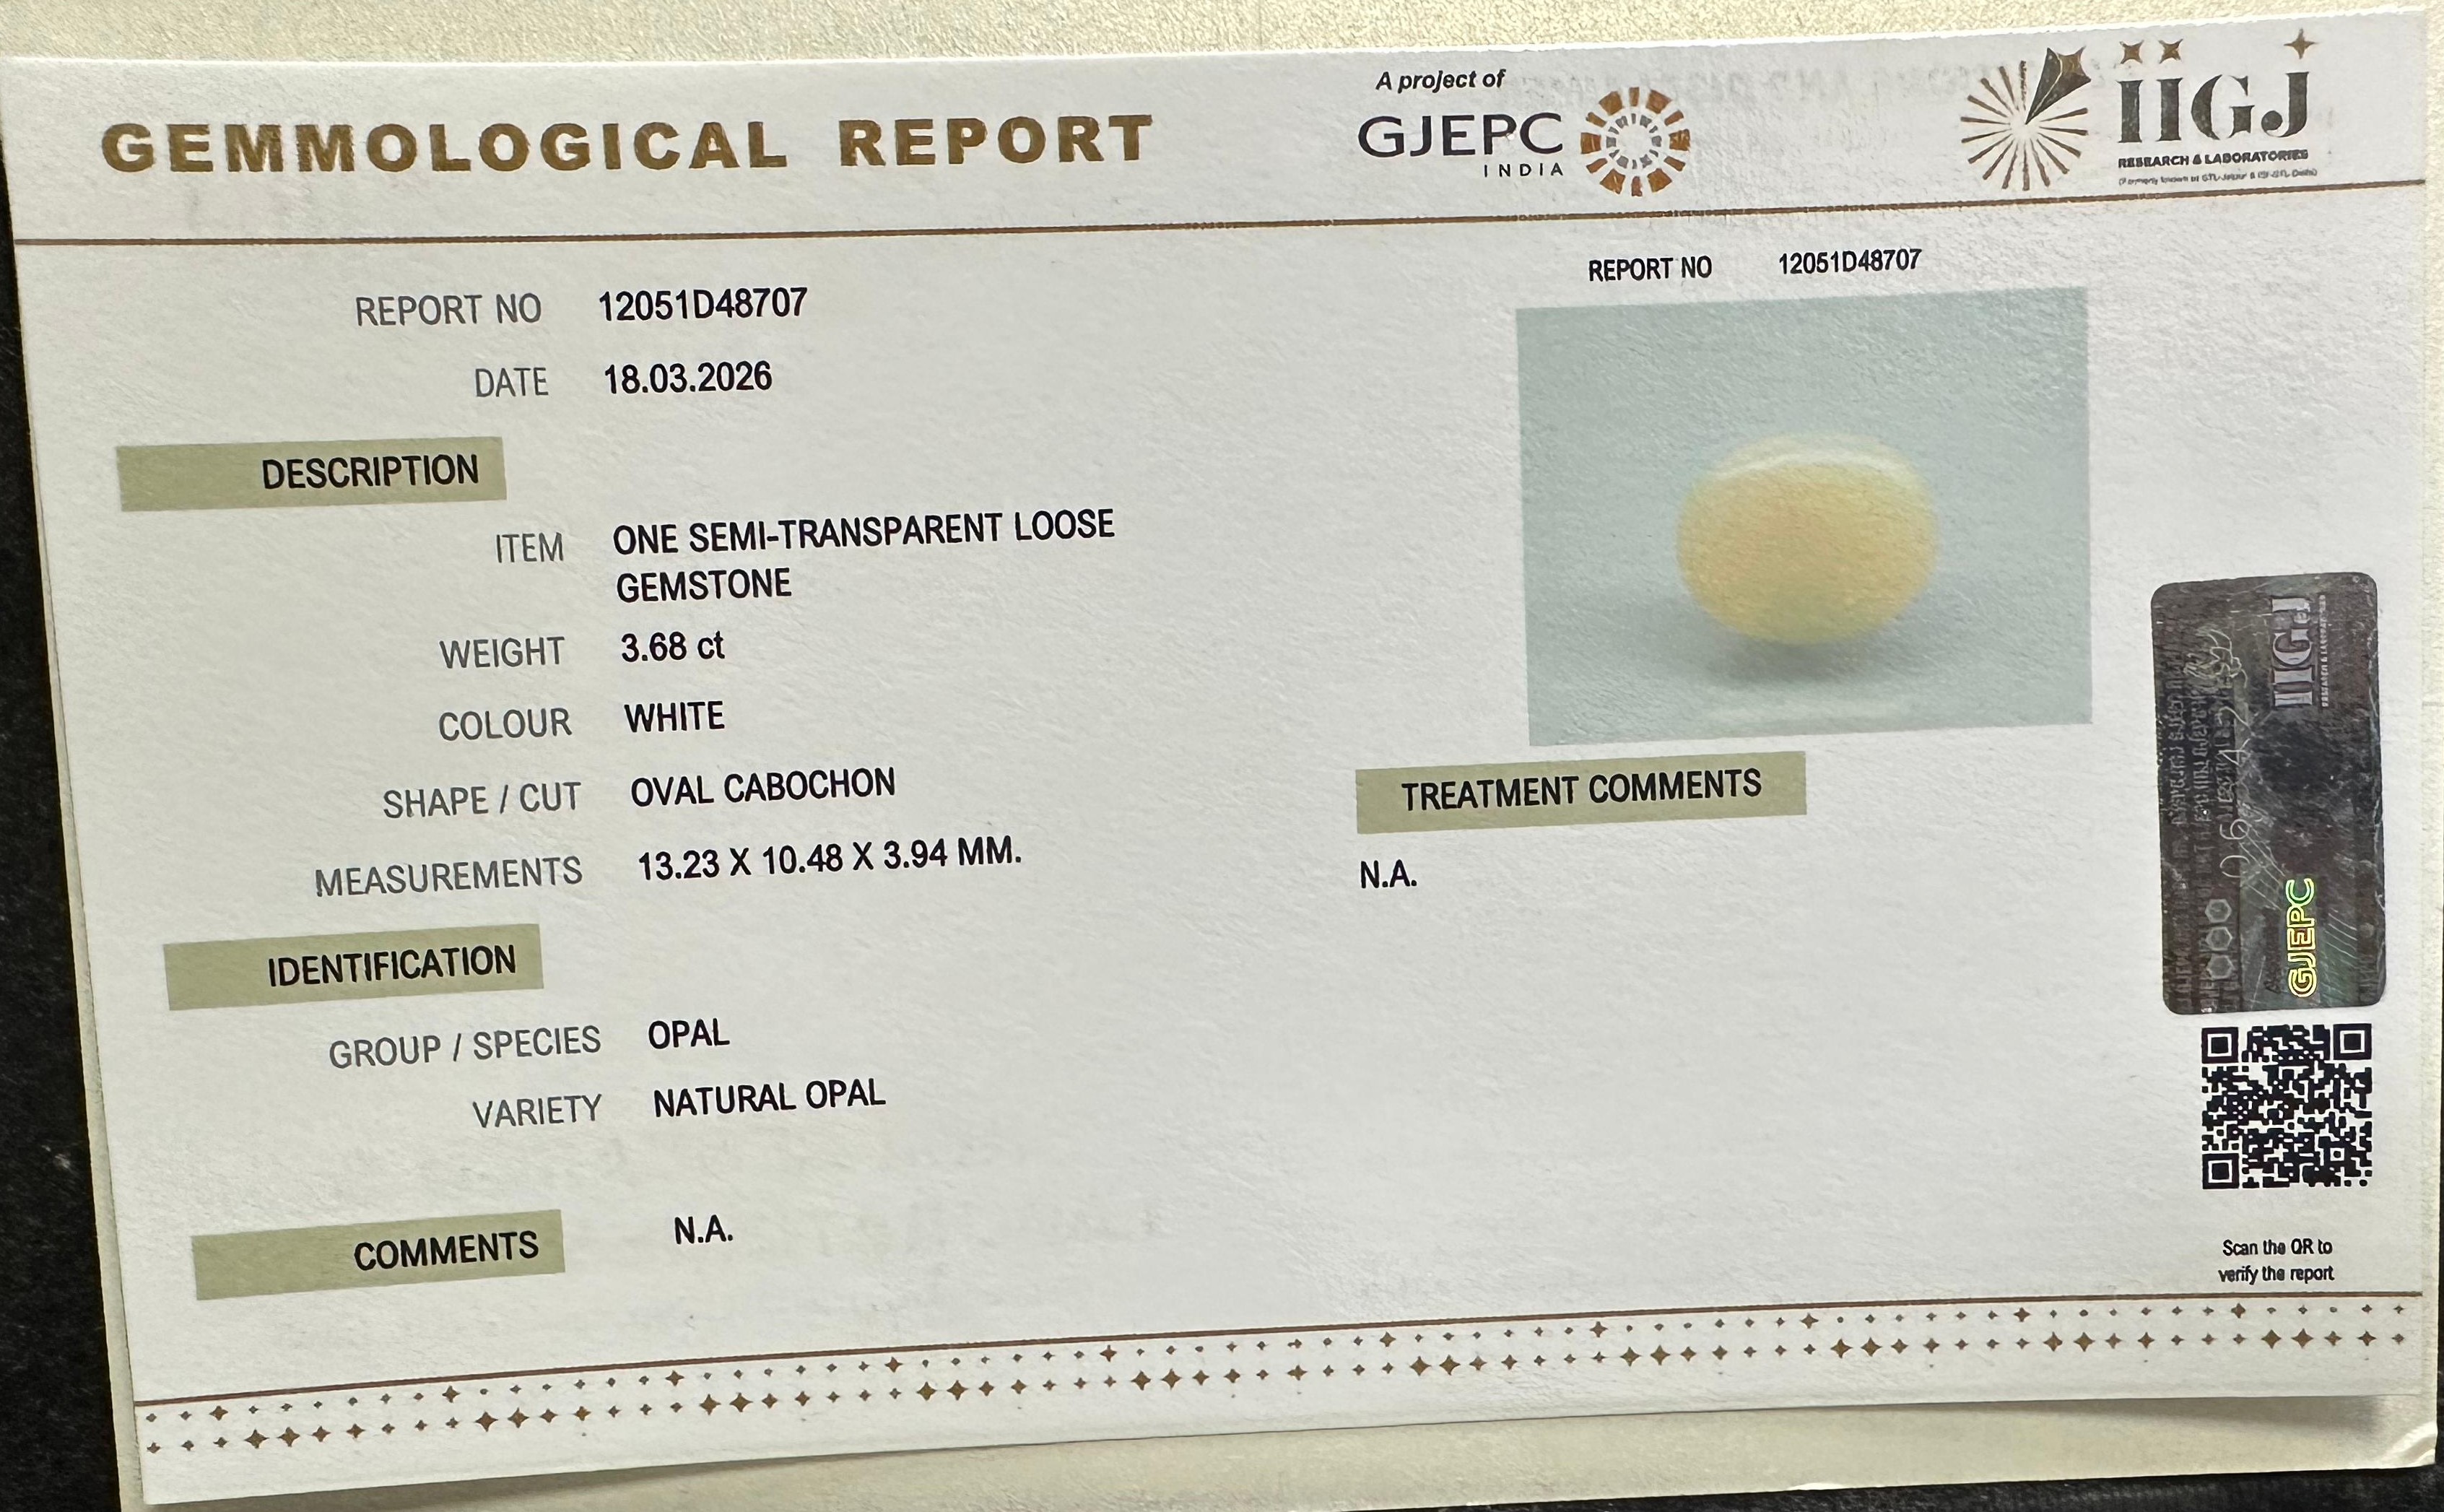 GEMMOLOGICAL REPORT
A project of
GJEPC
INDIA
IIGJ
RESEARCH & LABORATORIES
REPORT NO 12051D48707
DATE 18.03.2026
DESCRIPTION
ITEM ONE SEMI-TRANSPARENT LOOSE
GEMSTONE
WEIGHT 3.68 ct
COLOUR WHITE
SHAPE / CUT OVAL CABOCHON
MEASUREMENTS 13.23 X 10.48 X 3.94 MM.
IDENTIFICATION
GROUP / SPECIES OPAL
VARIETY NATURAL OPAL
COMMENTS N.A.
REPORT NO 12051D48707
TREATMENT COMMENTS
N.A.
IIGJ
GJEPC
Scan the QR to
verify the report